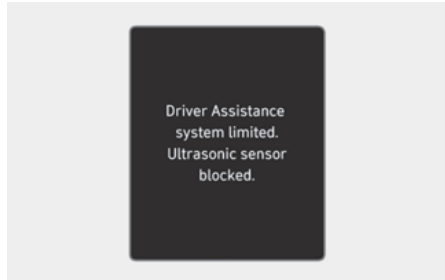 Driver Assistance
system limited.
Ultrasonic sensor
blocked.